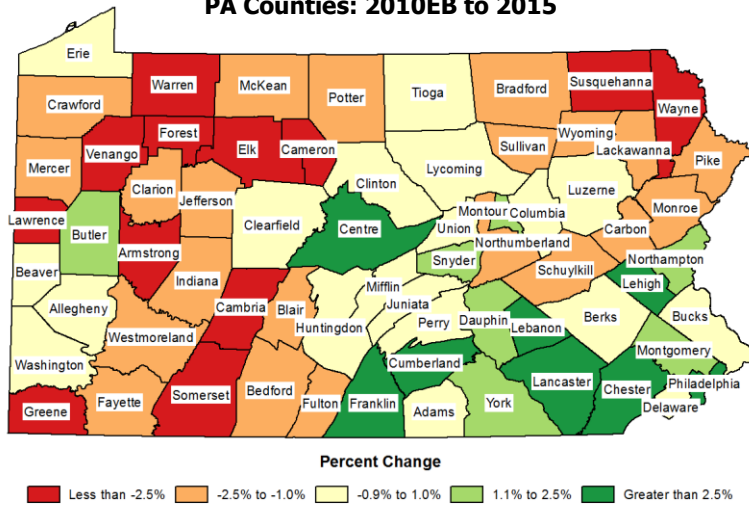 PA Counties: 2010EB to 2015
Erie
Warren
McKean
Potter
Tioga
Bradford
Susquehanna
Wayne
Crawford
Forest
Elk
Cameron
Sullivan
Wyoming
Lackawanna
Pike
Mercer
Venango
Clarion
Jefferson
Clinton
Lycoming
Luzerne
Monroe
Lawrence
Butler
Armstrong
Clearfield
Centre
Union
Montour
Columbia
Carbon
Northumberland
Snyder
Schuylkill
Northampton
Lehigh
Beaver
Allegheny
Indiana
Cambria
Blair
Huntingdon
Mifflin
Juniata
Perry
Dauphin
Lebanon
Berks
Bucks
Washington
Westmoreland
Cumberland
Montgomery
Greene
Fayette
Somerset
Bedford
Fulton
Franklin
Adams
York
Lancaster
Chester
Philadelphia
Delaware
Percent Change
Less than -2.5%
-2.5% to -1.0%
-0.9% to 1.0%
1.1% to 2.5%
Greater than 2.5%